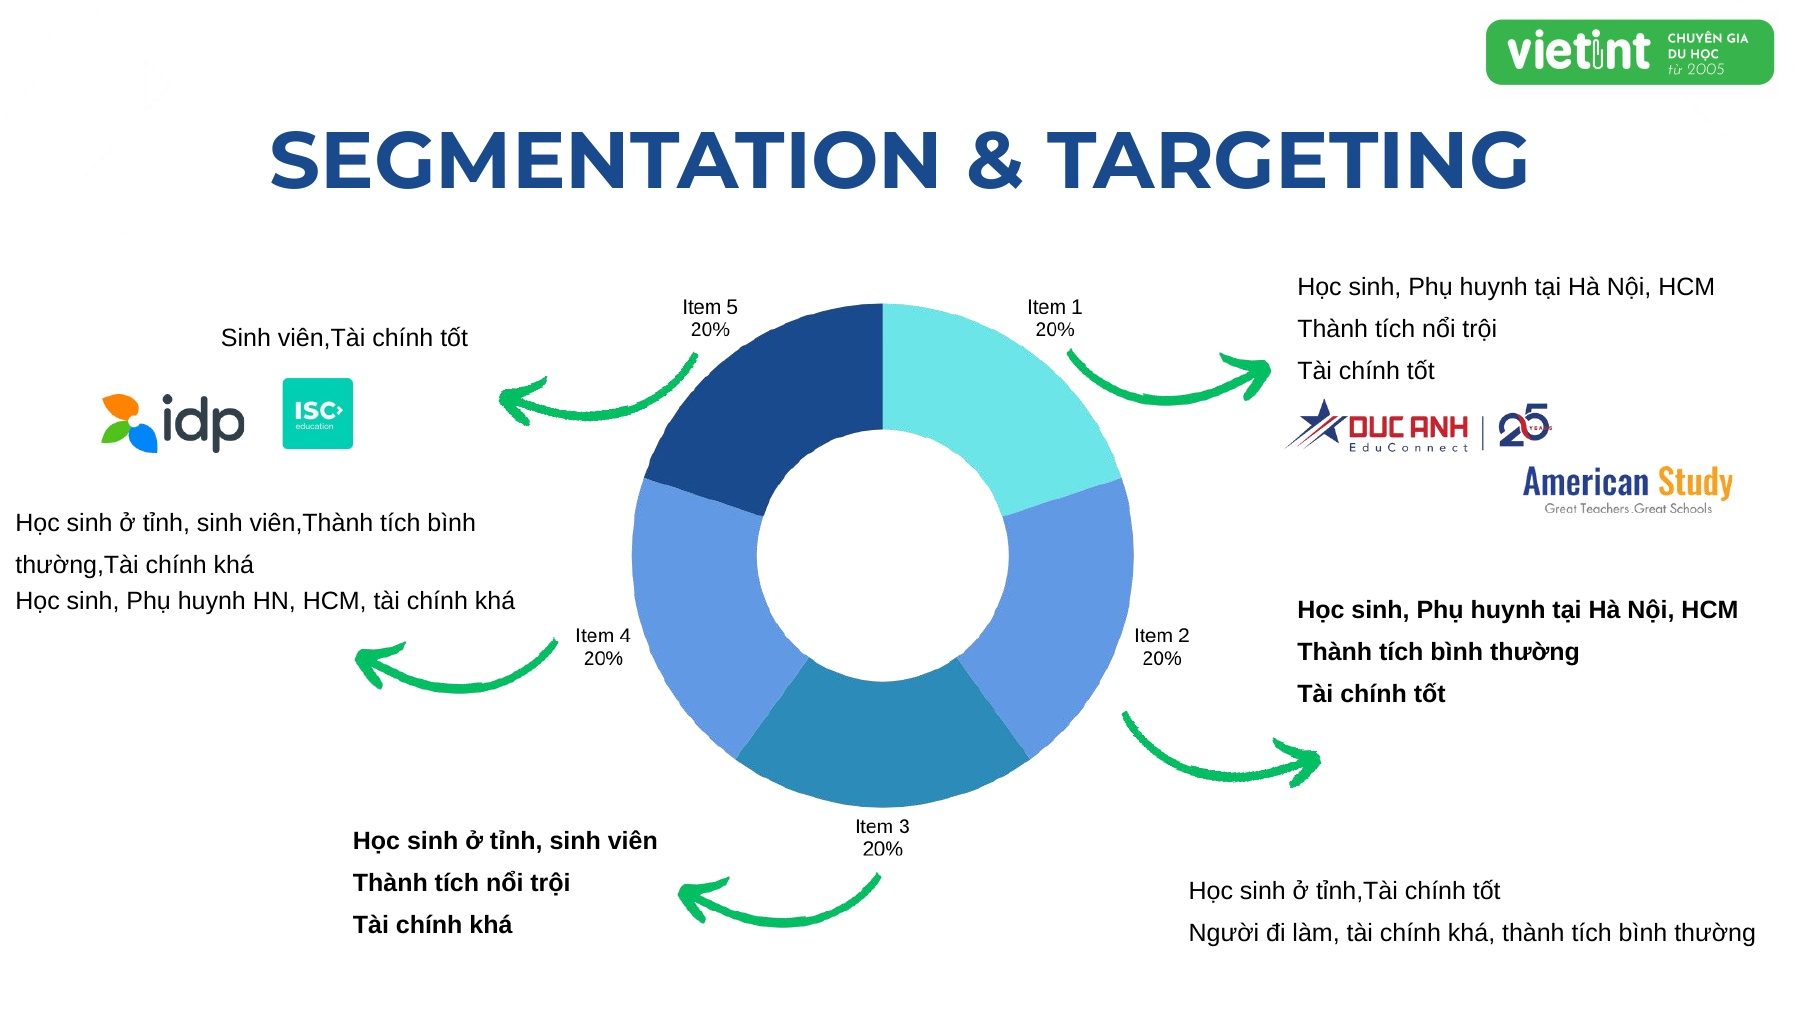 vietint
CHUYÊN GIA
DU HỌC
từ 2005
SEGMENTATION & TARGETING
Item 5
20%
Item 1
20%
Học sinh, Phụ huynh tại Hà Nội, HCM
Thành tích nổi trội
Tài chính tốt
DUC ANH
EduConnect
25
YEARS
American Study
Great Teachers.Great Schools
Sinh viên,Tài chính tốt
idp
ISC
education
Học sinh ở tỉnh, sinh viên,Thành tích bình
thường,Tài chính khá
Học sinh, Phụ huynh HN, HCM, tài chính khá
Item 4
20%
Item 2
20%
Học sinh, Phụ huynh tại Hà Nội, HCM
Thành tích bình thường
Tài chính tốt
Item 3
20%
Học sinh ở tỉnh, sinh viên
Thành tích nổi trội
Tài chính khá
Học sinh ở tỉnh,Tài chính tốt
Người đi làm, tài chính khá, thành tích bình thường